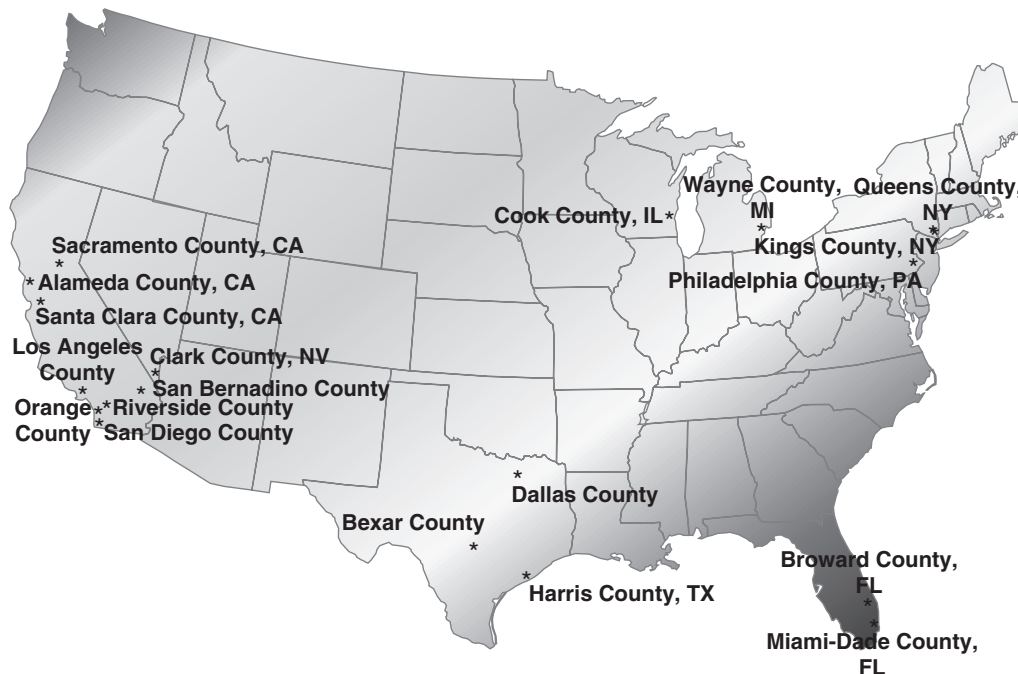 Wayne County,
MI
Queens County,
NY
Cook County, IL*
*
*
Kings County, NY
*
Philadelphia County, PA
Sacramento County, CA
*
*Alameda County, CA
*
Santa Clara County, CA
Los Angeles
County
*
Clark County, NV
*
*
San Bernadino County
Orange
County
*
*
Riverside County
*
San Diego County
*
Dallas County
Bexar County
*
*
Harris County, TX
Broward County,
FL
*
*
Miami-Dade County,
FL